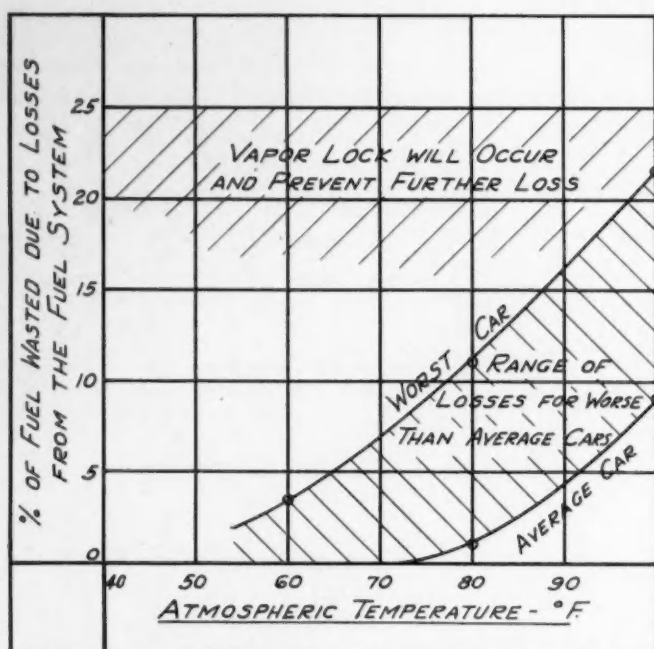 % OF FUEL WASTED DUE TO LOSSES
FROM THE FUEL SYSTEM
25
20
15
10
5
0
VAPOR LOCK WILL OCCUR
AND PREVENT FURTHER LOSS
WORST CAR
RANGE OF
LOSSES FOR WORSE
THAN AVERAGE CARS
AVERAGE CAR
40 50 60 70 80 90
ATMOSPHERIC TEMPERATURE - °F.